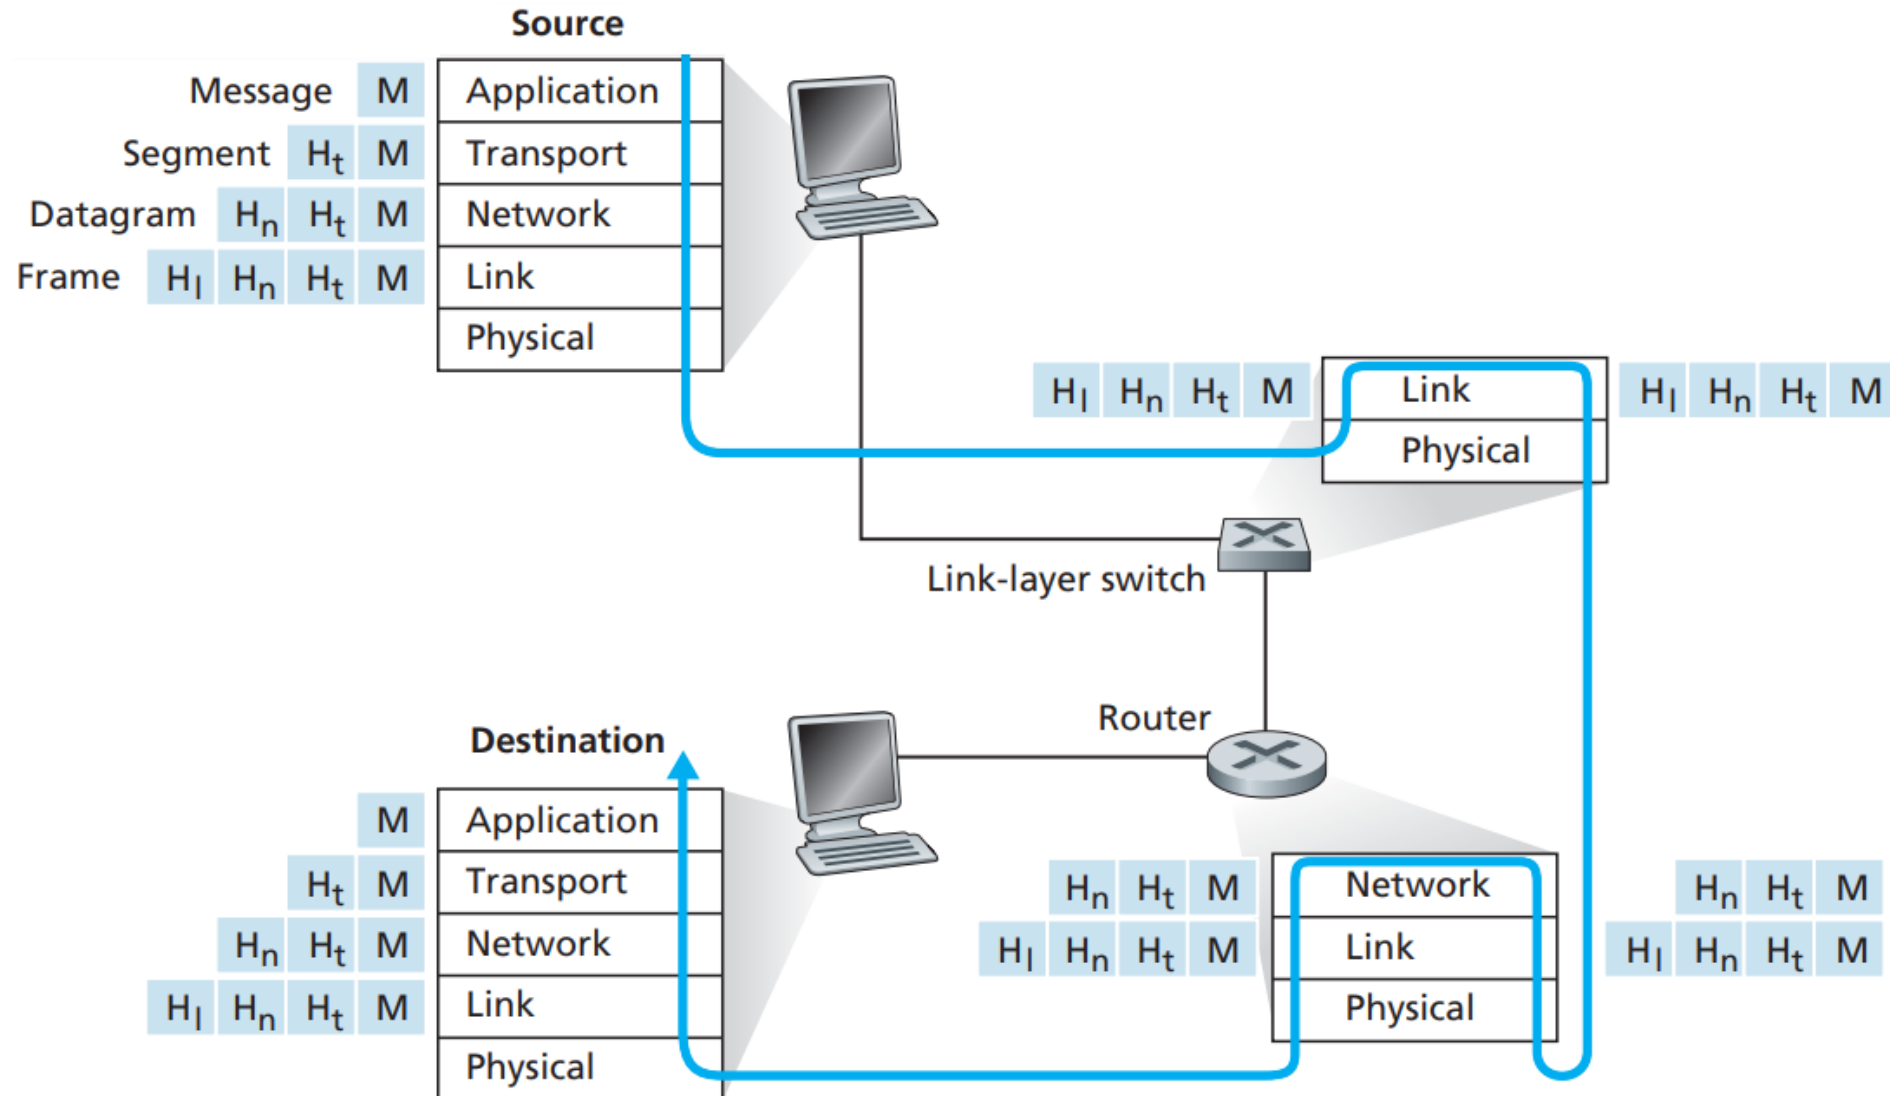 Source
Message M Application
Segment Ht M Transport
Datagram Hn Ht M Network
Frame Hl Hn Ht M Link
Physical
Hl Hn Ht M Link Hl Hn Ht M
Physical
Link-layer switch
Router
Destination
M Application
Ht M Transport
Hn Ht M Network
Hl Hn Ht M Link
Physical
Hn Ht M Network Hn Ht M
Hl Hn Ht M Link Hl Hn Ht M
Physical